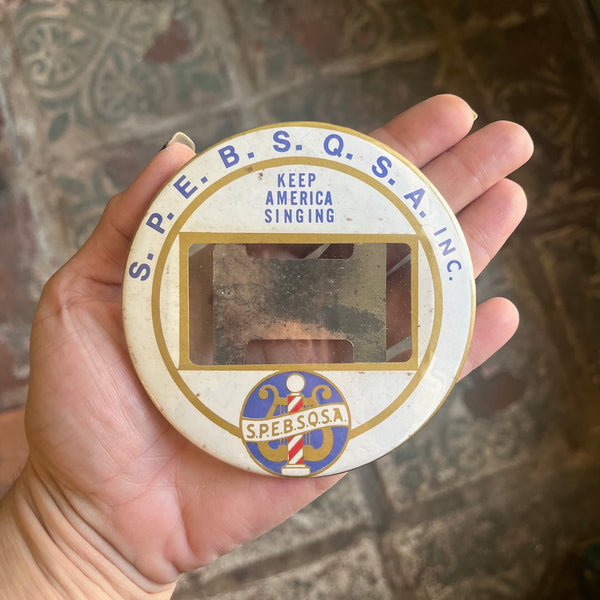 S. P. E. B. S. Q. S. A. INC.
KEEP
AMERICA
SINGING
S.P.E.B.S.Q.S.A.